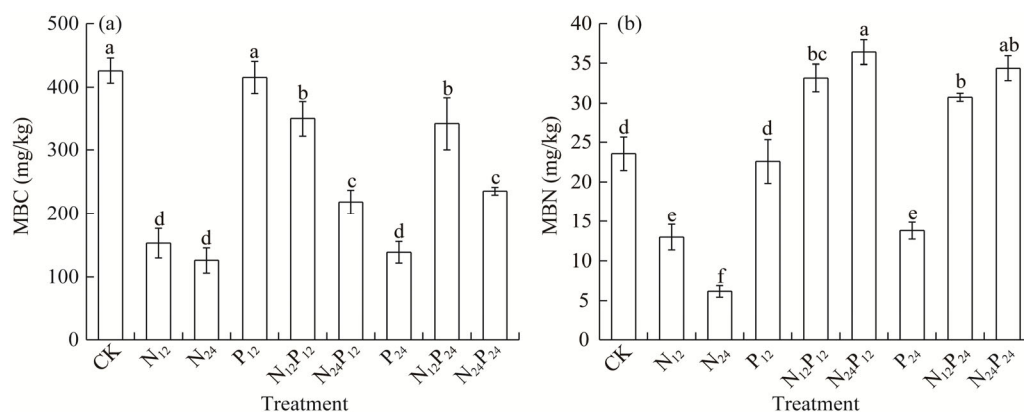 (a)
500
400
300
200
100
0
MBC (mg/kg)
a
d
d
a
b
c
d
b
c
CK
N₁₂
N₂₄
P₁₂
N₁₂P₁₂
N₂₄P₁₂
P₂₄
N₁₂P₂₄
N₂₄P₂₄
Treatment
(b)
40
35
30
25
20
15
10
5
0
MBN (mg/kg)
d
e
f
d
bc
a
e
b
ab
CK
N₁₂
N₂₄
P₁₂
N₁₂P₁₂
N₂₄P₁₂
P₂₄
N₁₂P₂₄
N₂₄P₂₄
Treatment